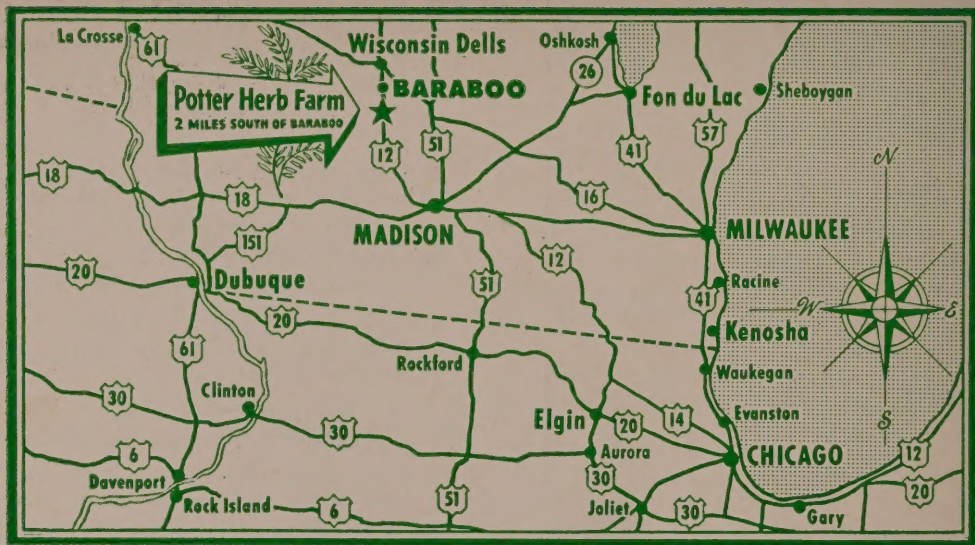 La Crosse
61
Wisconsin Dells
Oshkosh
26
BARABOO
Potter Herb Farm
2 MILES SOUTH OF BARABOO
Fon du Lac
Sheboygan
57
12
51
41
N
18
18
16
MADISON
MILWAUKEE
151
12
20
Dubuque
51
Racine
41
W
E
20
Kenosha
61
Rockford
Waukegan
30
Clinton
Elgin
14
Evanston
S
30
20
6
Aurora
CHICAGO
12
Davenport
30
20
Rock Island
6
51
Joliet
30
Gary